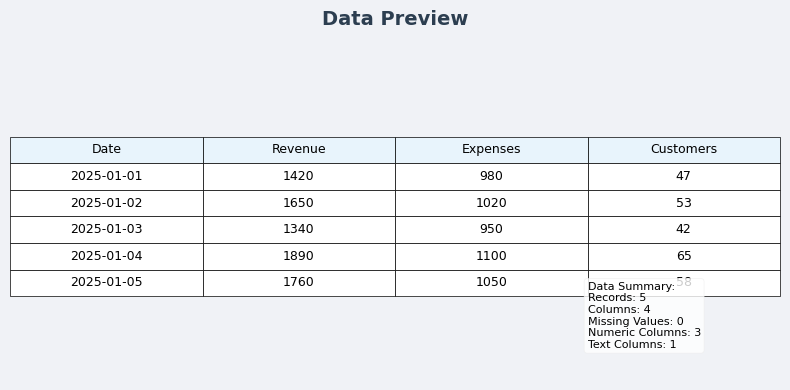 Data Preview
Date Revenue Expenses Customers
2025-01-01 1420 980 47
2025-01-02 1650 1020 53
2025-01-03 1340 950 42
2025-01-04 1890 1100 65
2025-01-05 1760 1050 58
Data Summary:
Records: 5
Columns: 4
Missing Values: 0
Numeric Columns: 3
Text Columns: 1